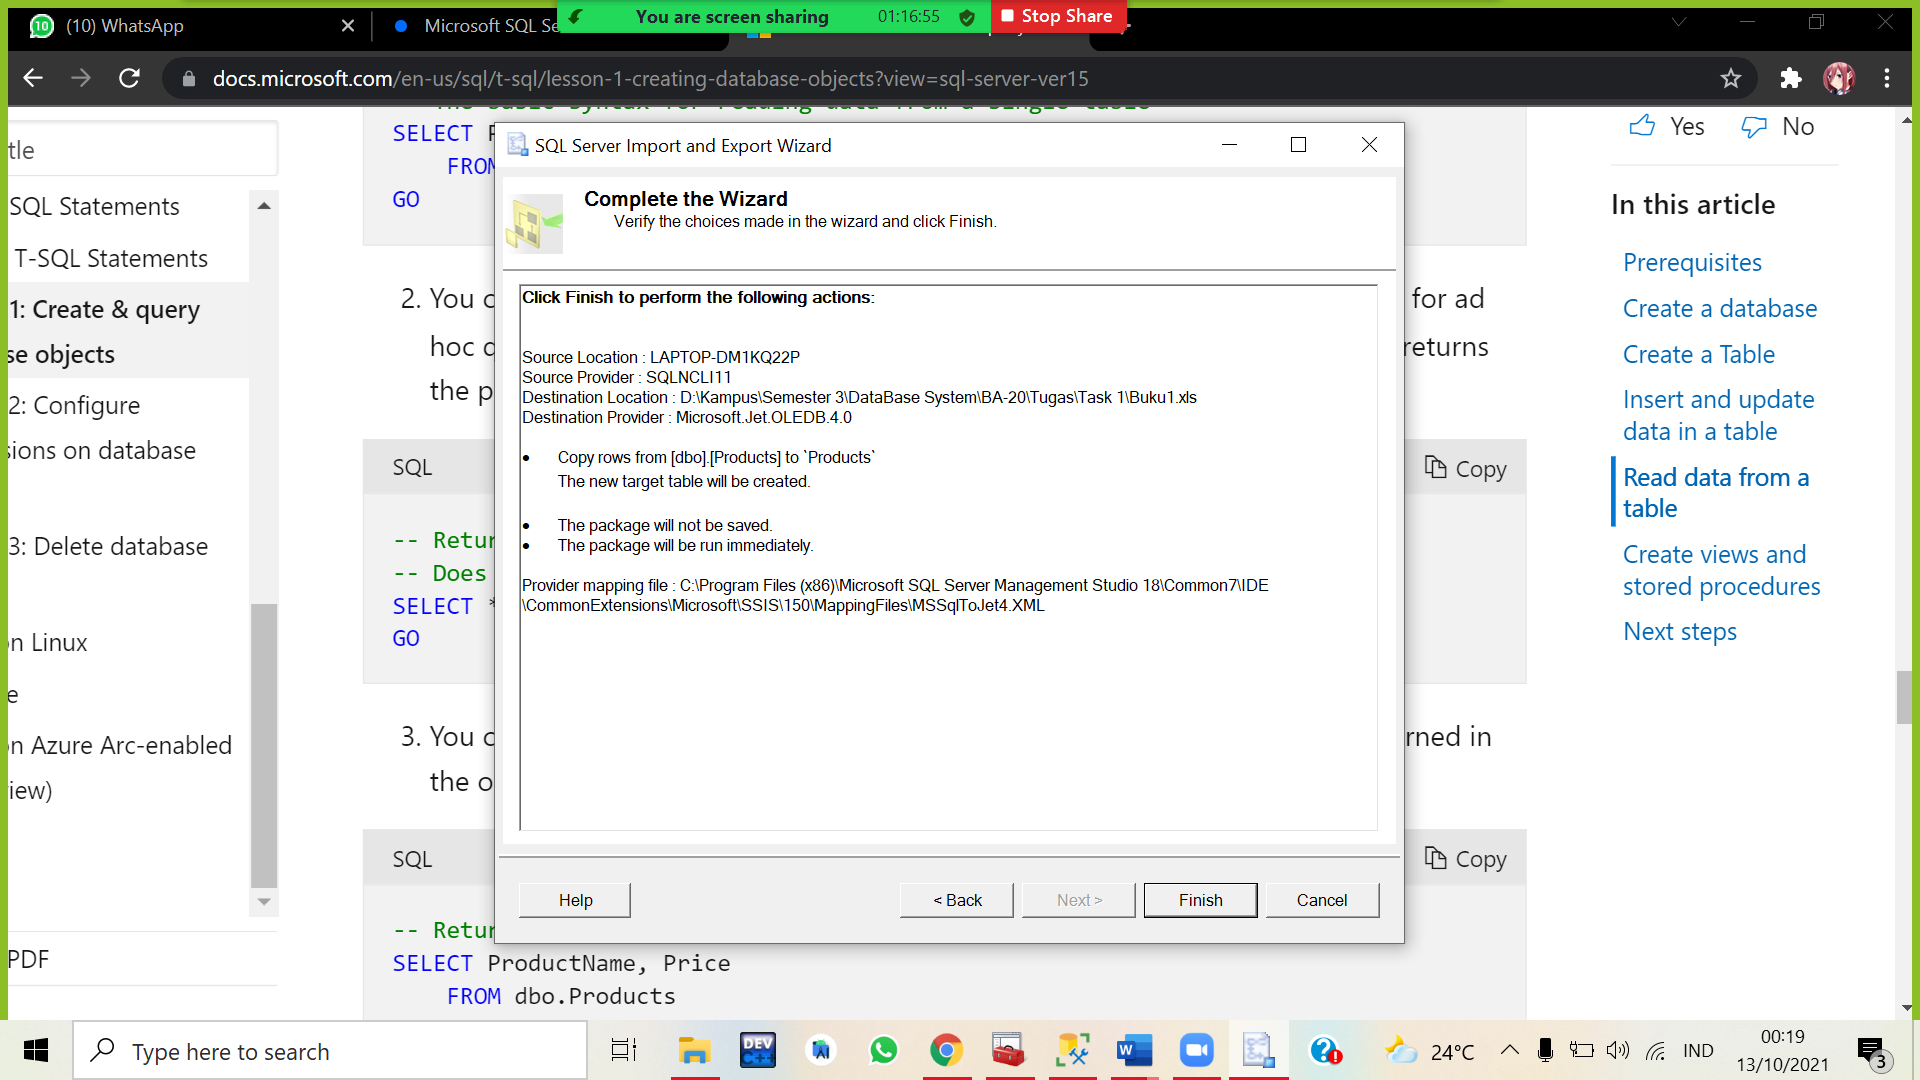 You are screen sharing 01:16:55 Stop Share
(10) WhatsApp
Microsoft SQL Se
docs.microsoft.com/en-us/sql/t-sql/lesson-1-creating-database-objects?view=sql-server-ver15
tle
SQL Statements
T-SQL Statements
1: Create & query
se objects
2: Configure
sions on database
3: Delete database
n Linux
e
n Azure Arc-enabled
iew)
PDF
SELECT P
FROM
GO
2. You c
hoc q
the p
for ad
returns
SQL
Copy
-- Retur
-- Does
SELECT *
GO
3. You c
the o
rned in
SQL
Copy
-- Retur
SELECT ProductName, Price
FROM dbo.Products
SQL Server Import and Export Wizard
Complete the Wizard
Verify the choices made in the wizard and click Finish.
Click Finish to perform the following actions:
Source Location : LAPTOP-DM1KQ22P
Source Provider : SQLNCLI11
Destination Location : D:\Kampus\Semester 3\DataBase System\BA-20\Tugas\Task 1\Buku1.xls
Destination Provider : Microsoft.Jet.OLEDB.4.0
• Copy rows from [dbo].[Products] to `Products`
The new target table will be created.
• The package will not be saved.
• The package will be run immediately.
Provider mapping file : C:\Program Files (x86)\Microsoft SQL Server Management Studio 18\Common7\IDE
\CommonExtensions\Microsoft\SSIS\150\MappingFiles\MSSqlToJet4.XML
Help
< Back
Next >
Finish
Cancel
Yes
No
In this article
Prerequisites
Create a database
Create a Table
Insert and update
data in a table
Read data from a
table
Create views and
stored procedures
Next steps
Type here to search
DEV
C++
24°C
IND
00:19
13/10/2021
3